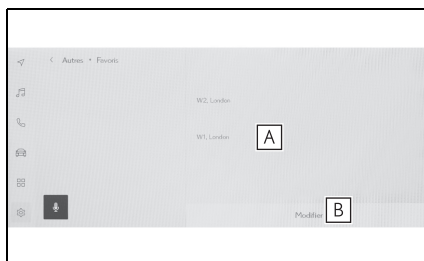 Autres • Favoris
W2, London
W1, London
A
Modifier
B